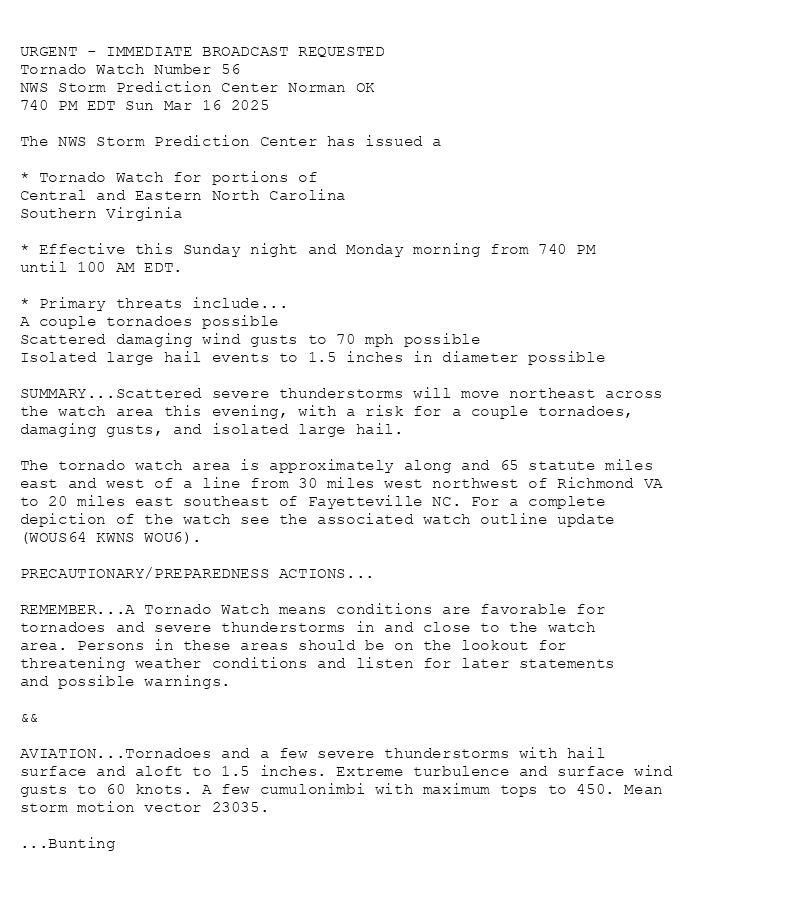 URGENT - IMMEDIATE BROADCAST REQUESTED
Tornado Watch Number 56
NWS Storm Prediction Center Norman OK
740 PM EDT Sun Mar 16 2025
The NWS Storm Prediction Center has issued a
* Tornado Watch for portions of
Central and Eastern North Carolina
Southern Virginia
* Effective this Sunday night and Monday morning from 740 PM
until 100 AM EDT.
* Primary threats include...
A couple tornadoes possible
Scattered damaging wind gusts to 70 mph possible
Isolated large hail events to 1.5 inches in diameter possible
SUMMARY...Scattered severe thunderstorms will move northeast across
the watch area this evening, with a risk for a couple tornadoes,
damaging gusts, and isolated large hail.
The tornado watch area is approximately along and 65 statute miles
east and west of a line from 30 miles west northwest of Richmond VA
to 20 miles east southeast of Fayetteville NC. For a complete
depiction of the watch see the associated watch outline update
(WOUS64 KWNS WOU6).
PRECAUTIONARY/PREPAREDNESS ACTIONS...
REMEMBER...A Tornado Watch means conditions are favorable for
tornadoes and severe thunderstorms in and close to the watch
area. Persons in these areas should be on the lookout for
threatening weather conditions and listen for later statements
and possible warnings.
&&
AVIATION...Tornadoes and a few severe thunderstorms with hail
surface and aloft to 1.5 inches. Extreme turbulence and surface wind
gusts to 60 knots. A few cumulonimbi with maximum tops to 450. Mean
storm motion vector 23035.
...Bunting